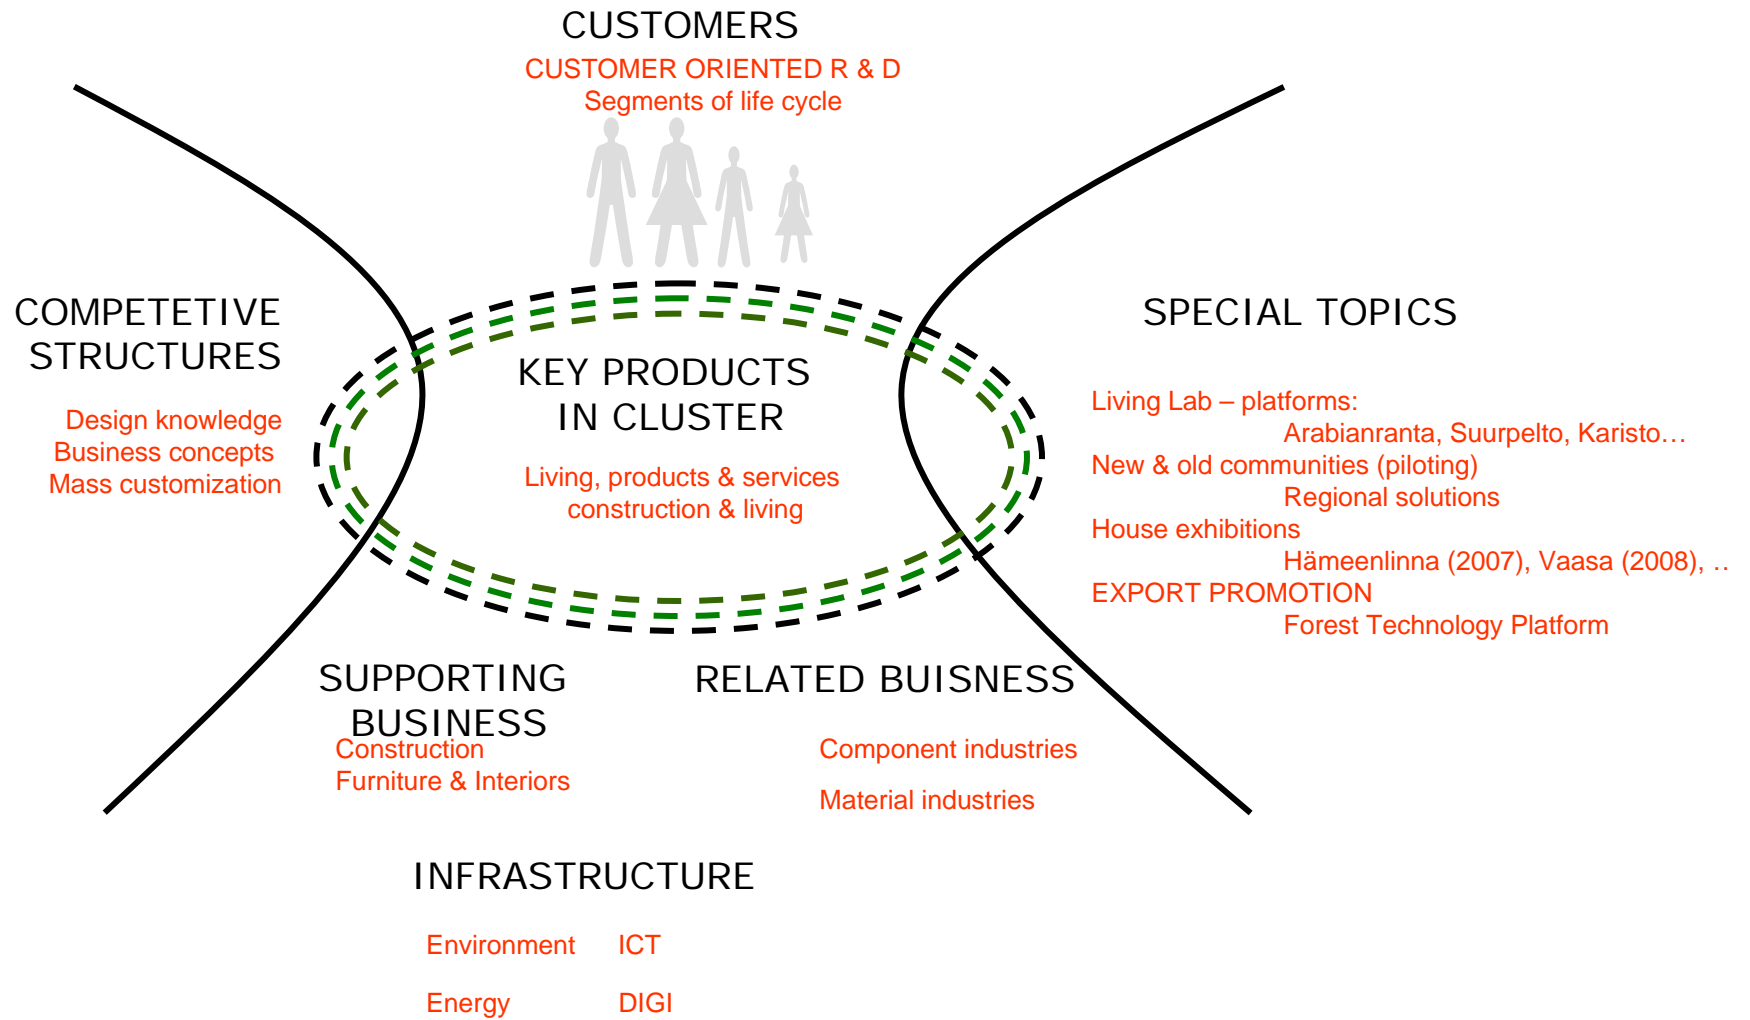 CUSTOMERS
CUSTOMER ORIENTED R & D
Segments of life cycle
COMPETETIVE
STRUCTURES
Design knowledge
Business concepts
Mass customization
KEY PRODUCTS
IN CLUSTER
Living, products & services
construction & living
SPECIAL TOPICS
Living Lab – platforms:
Arabianranta, Suurpelto, Karisto…
New & old communities (piloting)
Regional solutions
House exhibitions
Hämeenlinna (2007), Vaasa (2008), ..
EXPORT PROMOTION
Forest Technology Platform
SUPPORTING
BUSINESS
Construction
Furniture & Interiors
RELATED BUISNESS
Component industries
Material industries
INFRASTRUCTURE
Environment ICT
Energy DIGI